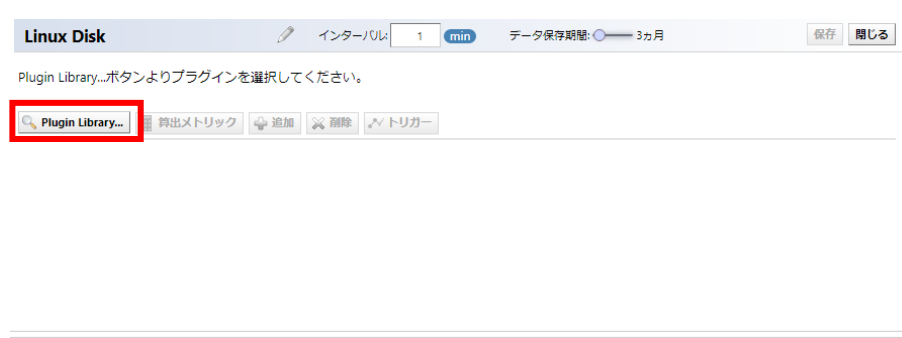 Linux Disk インターバル: 1 min データ保存期間: 3ヵ月 保存 閉じる
Plugin Library...ボタンよりプラグインを選択してください。
Plugin Library... 算出メトリック 追加 削除 トリガー